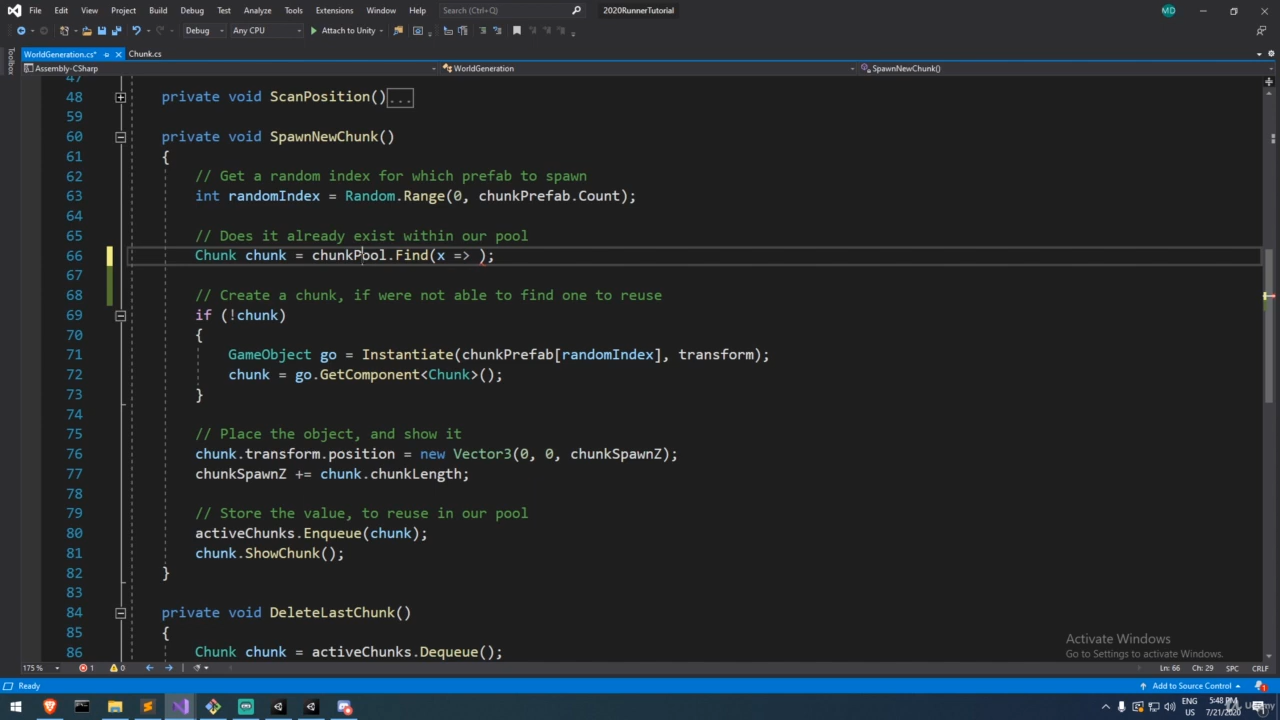 File Edit View Project Build Debug Test Analyze Tools Extensions Window Help Search (Ctrl+Q) 2020RunnerTutorial MD
Debug Any CPU Attach to Unity
Toolbox
WorldGeneration.cs* Chunk.cs
Assembly-CSharp WorldGeneration SpawnNewChunk()
47
48 private void ScanPosition()...
59
60 private void SpawnNewChunk()
61 {
62 // Get a random index for which prefab to spawn
63 int randomIndex = Random.Range(0, chunkPrefab.Count);
64
65 // Does it already exist within our pool
66 Chunk chunk = chunkPool.Find(x => );
67
68 // Create a chunk, if were not able to find one to reuse
69 if (!chunk)
70 {
71 GameObject go = Instantiate(chunkPrefab[randomIndex], transform);
72 chunk = go.GetComponent<Chunk>();
73 }
74
75 // Place the object, and show it
76 chunk.transform.position = new Vector3(0, 0, chunkSpawnZ);
77 chunkSpawnZ += chunk.chunkLength;
78
79 // Store the value, to reuse in our pool
80 activeChunks.Enqueue(chunk);
81 chunk.ShowChunk();
82 }
83
84 private void DeleteLastChunk()
85 {
86 Chunk chunk = activeChunks.Dequeue();
Activate Windows
Go to Settings to activate Windows.
175 % 1 0 Ln: 66 Ch: 29 SPC CRLF
Ready Add to Source Control 1
ENG 5:48 PM
US 7/21/2020
Udemy